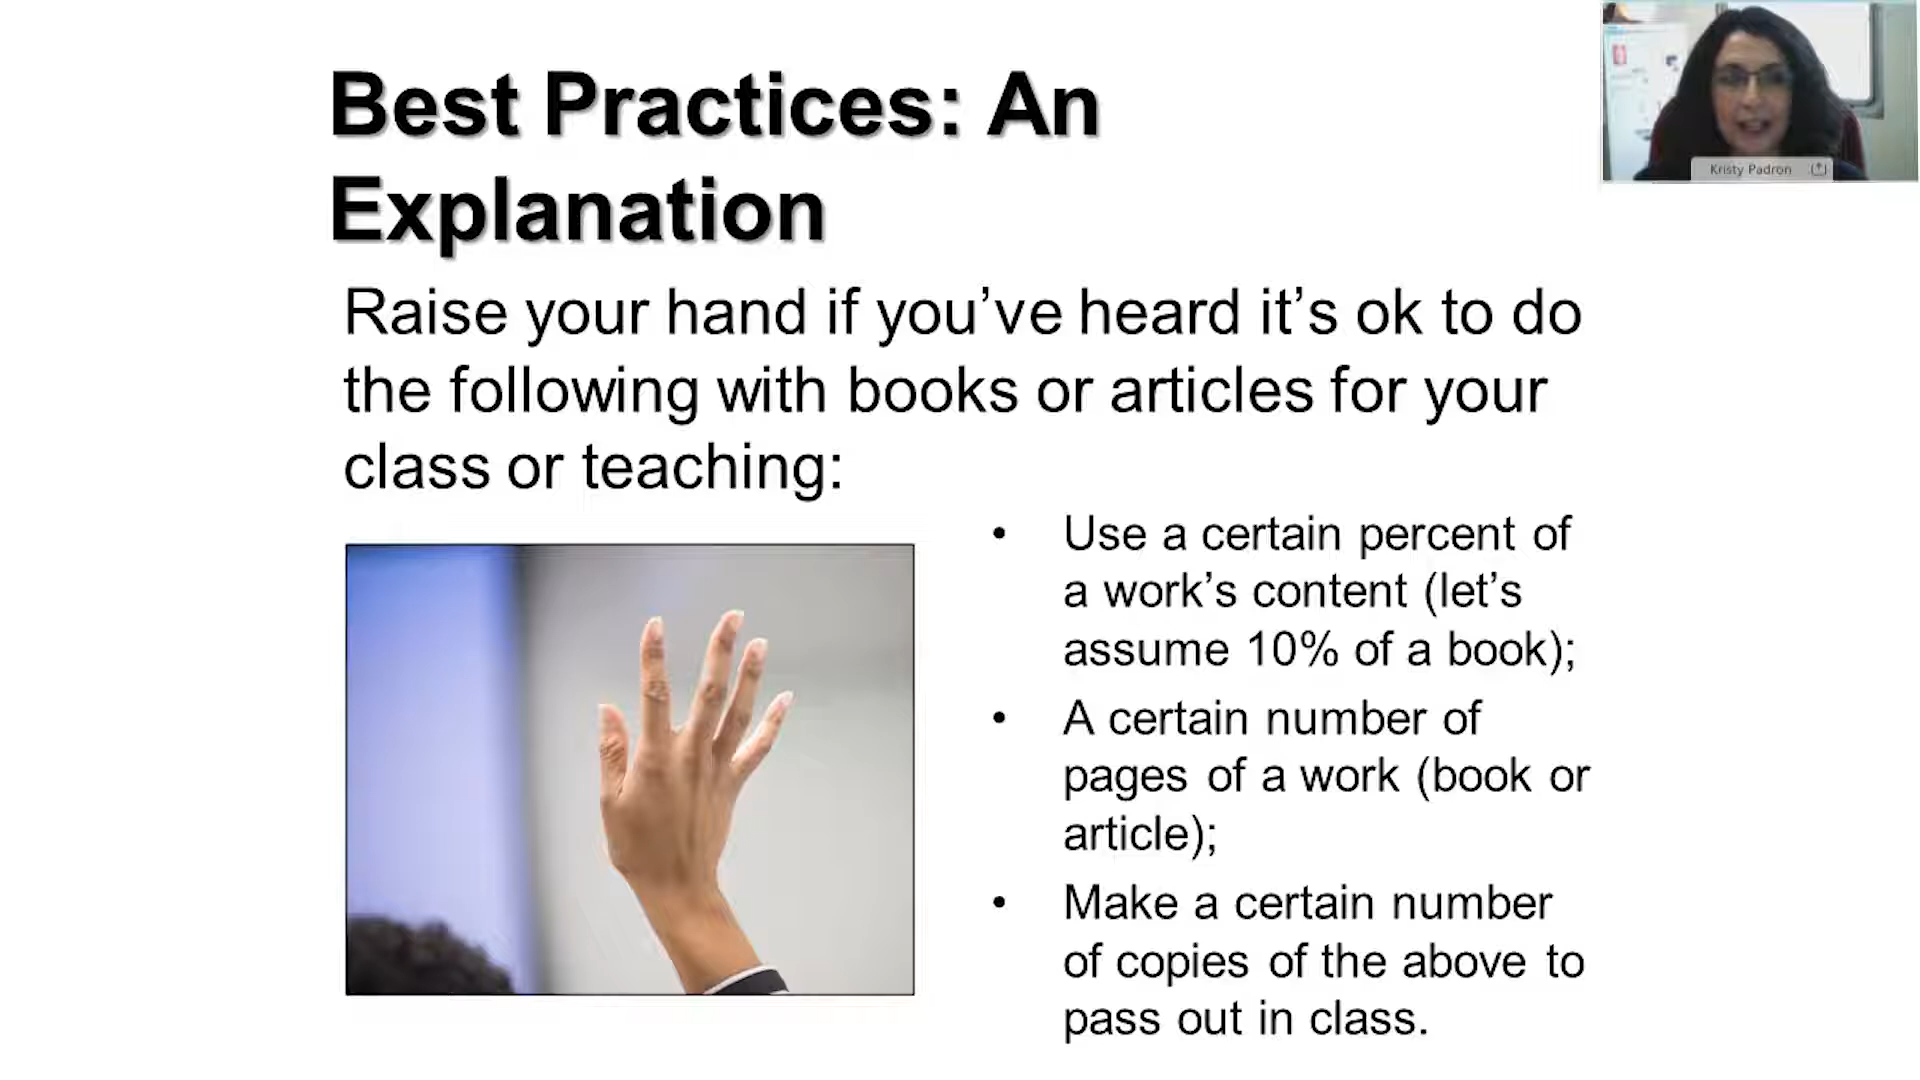 Best Practices: An
Explanation
Kristy Padron
Raise your hand if you’ve heard it’s ok to do
the following with books or articles for your
class or teaching:
• Use a certain percent of
a work’s content (let’s
assume 10% of a book);
• A certain number of
pages of a work (book or
article);
• Make a certain number
of copies of the above to
pass out in class.